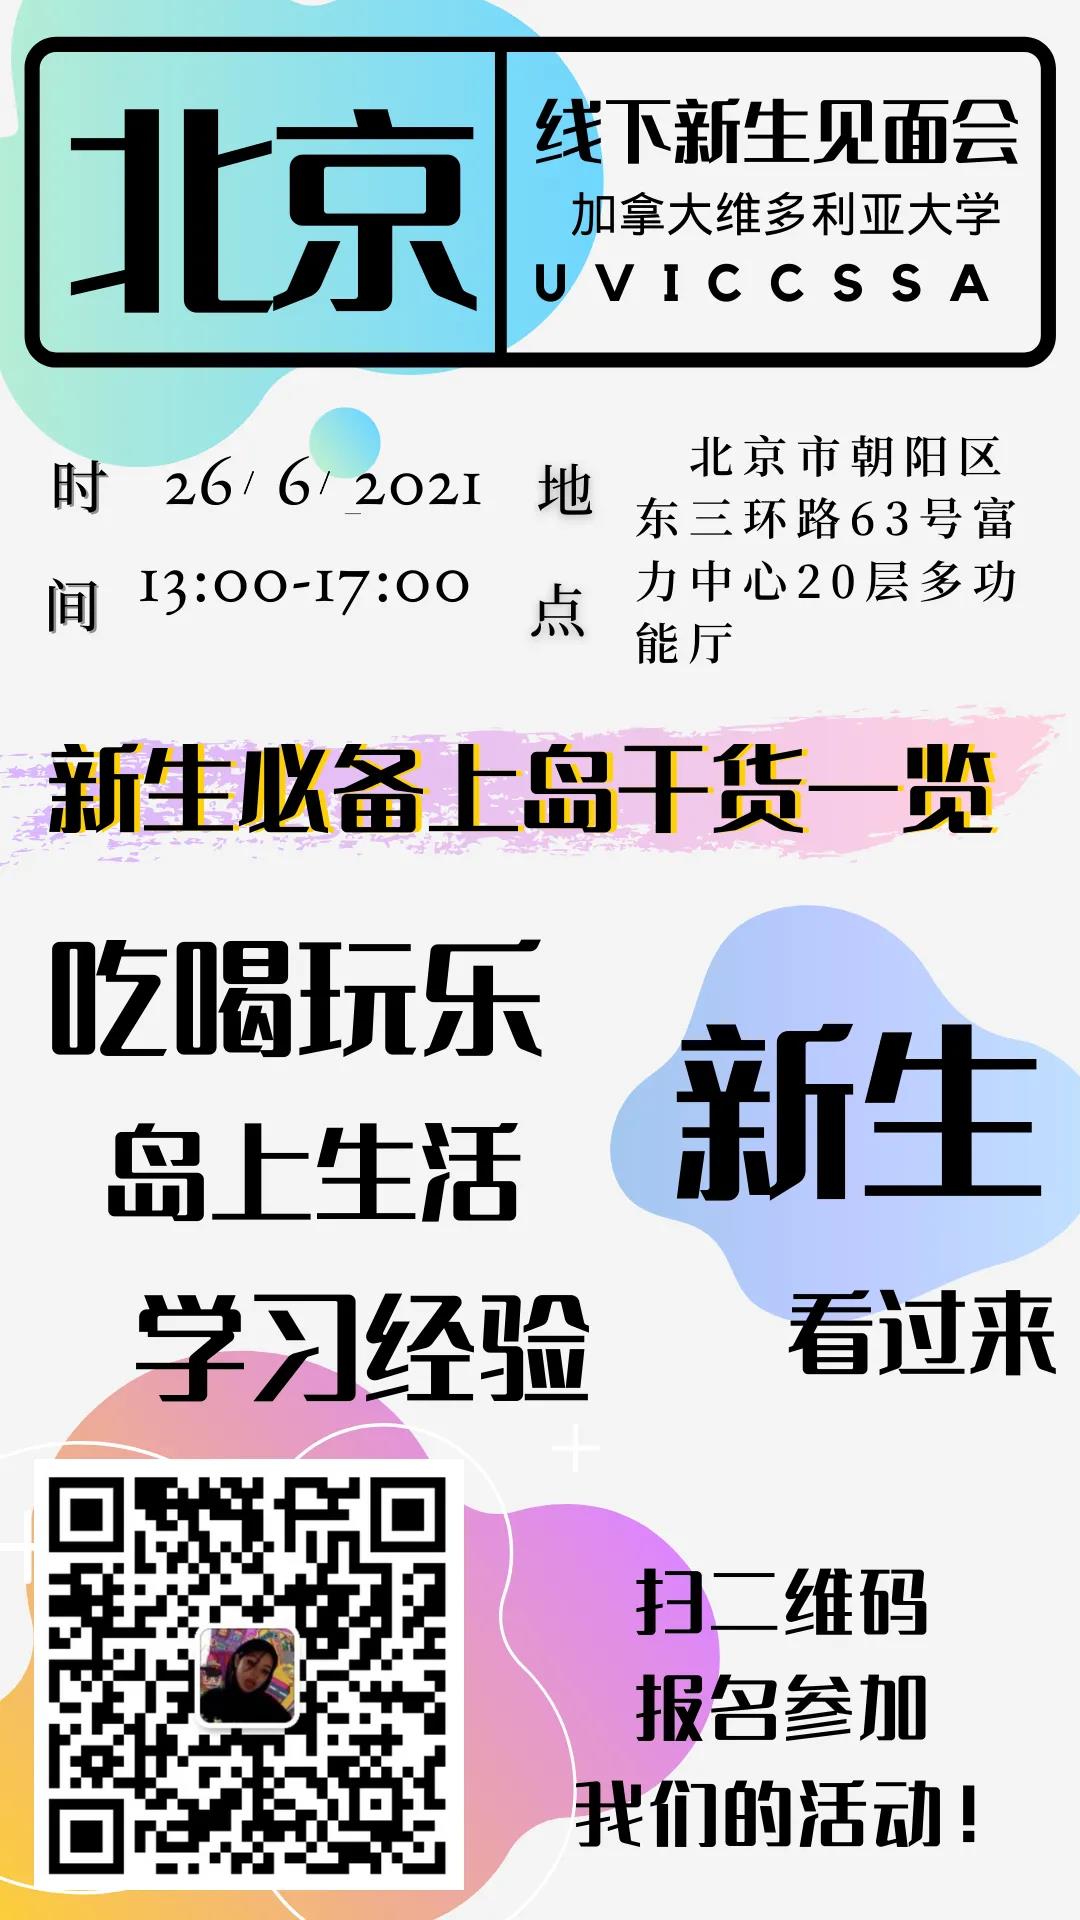 北京
线下新生见面会
加拿大维多利亚大学
UVICCSSA
时间
26/ 6/ 2021
13:00-17:00
地点
北京市朝阳区
东三环路63号富
力中心20层多功
能厅
新生必备上岛干货一览
吃喝玩乐
岛上生活
学习经验
新生
看过来
扫二维码
报名参加
我们的活动！